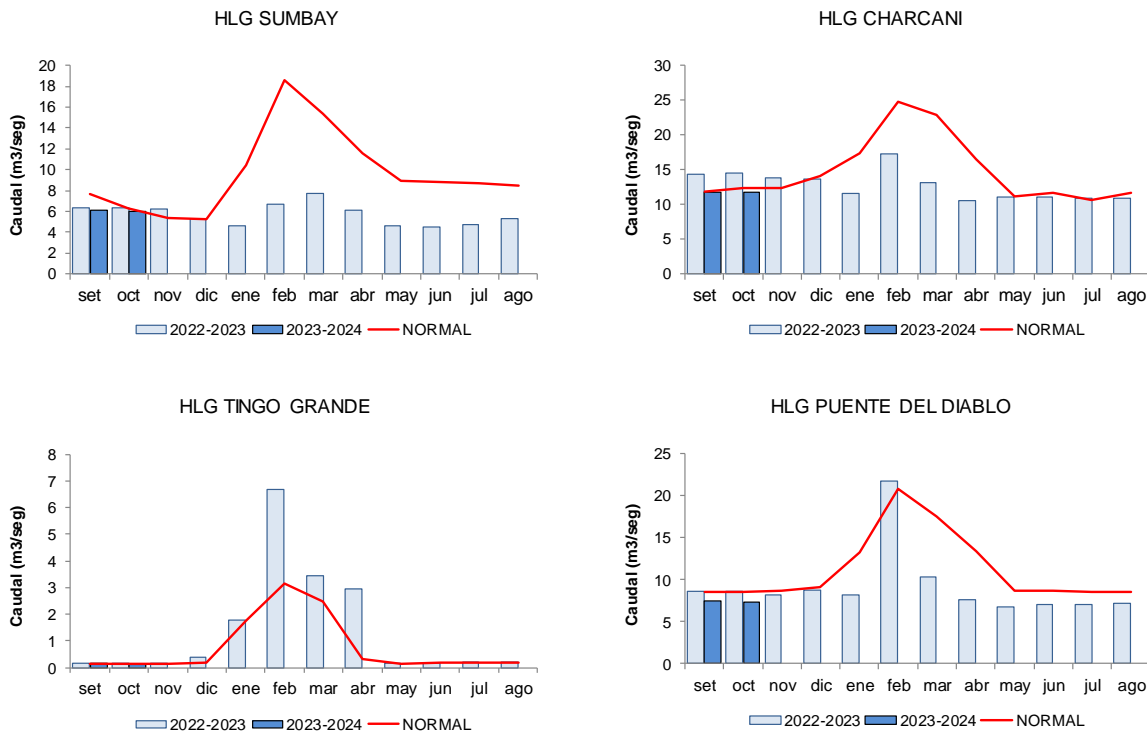 HLG SUMBAY
Caudal (m3/seg)
20
18
16
14
12
10
8
6
4
2
0
set oct nov dic ene feb mar abr may jun jul ago
2022-2023 2023-2024 NORMAL
HLG CHARCANI
Caudal (m3/seg)
30
25
20
15
10
5
0
set oct nov dic ene feb mar abr may jun jul ago
2022-2023 2023-2024 NORMAL
HLG TINGO GRANDE
Caudal (m3/seg)
8
7
6
5
4
3
2
1
0
set oct nov dic ene feb mar abr may jun jul ago
2022-2023 2023-2024 NORMAL
HLG PUENTE DEL DIABLO
Caudal (m3/seg)
25
20
15
10
5
0
set oct nov dic ene feb mar abr may jun jul ago
2022-2023 2023-2024 NORMAL